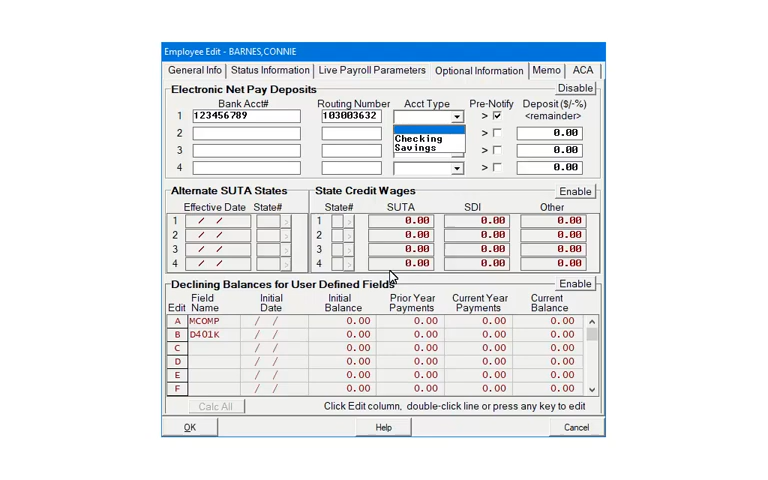 Employee Edit - BARNES,CONNIE
General Info Status Information Live Payroll Parameters Optional Information Memo ACA
Electronic Net Pay Deposits Disable
Bank Acct# Routing Number Acct Type Pre-Notify Deposit ($/-%)
1 123456789 103003632 > <remainder>
2 > 0.00
Checking
3 > 0.00
Savings
4 > 0.00
Alternate SUTA States State Credit Wages Enable
Effective Date State# State# SUTA SDI Other
1 / / > 1 > 0.00 0.00 0.00
2 / / > 2 > 0.00 0.00 0.00
3 / / > 3 > 0.00 0.00 0.00
4 / / > 4 > 0.00 0.00 0.00
Declining Balances for User Defined Fields Enable
Field Initial Initial Prior Year Current Year Current
Edit Name Date Balance Payments Payments Balance
A MCOMP / / 0.00 0.00 0.00 0.00
B D401K / / 0.00 0.00 0.00 0.00
C / / 0.00 0.00 0.00 0.00
D / / 0.00 0.00 0.00 0.00
E / / 0.00 0.00 0.00 0.00
F / / 0.00 0.00 0.00 0.00
Calc All Click Edit column, double-click line or press any key to edit
OK Help Cancel